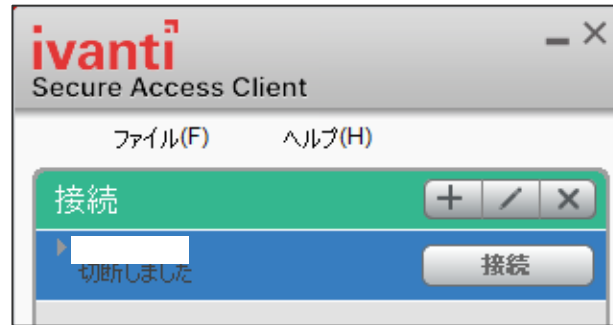 ivanti
Secure Access Client
ファイル(F) ヘルプ(H)
接続
切断しました 接続